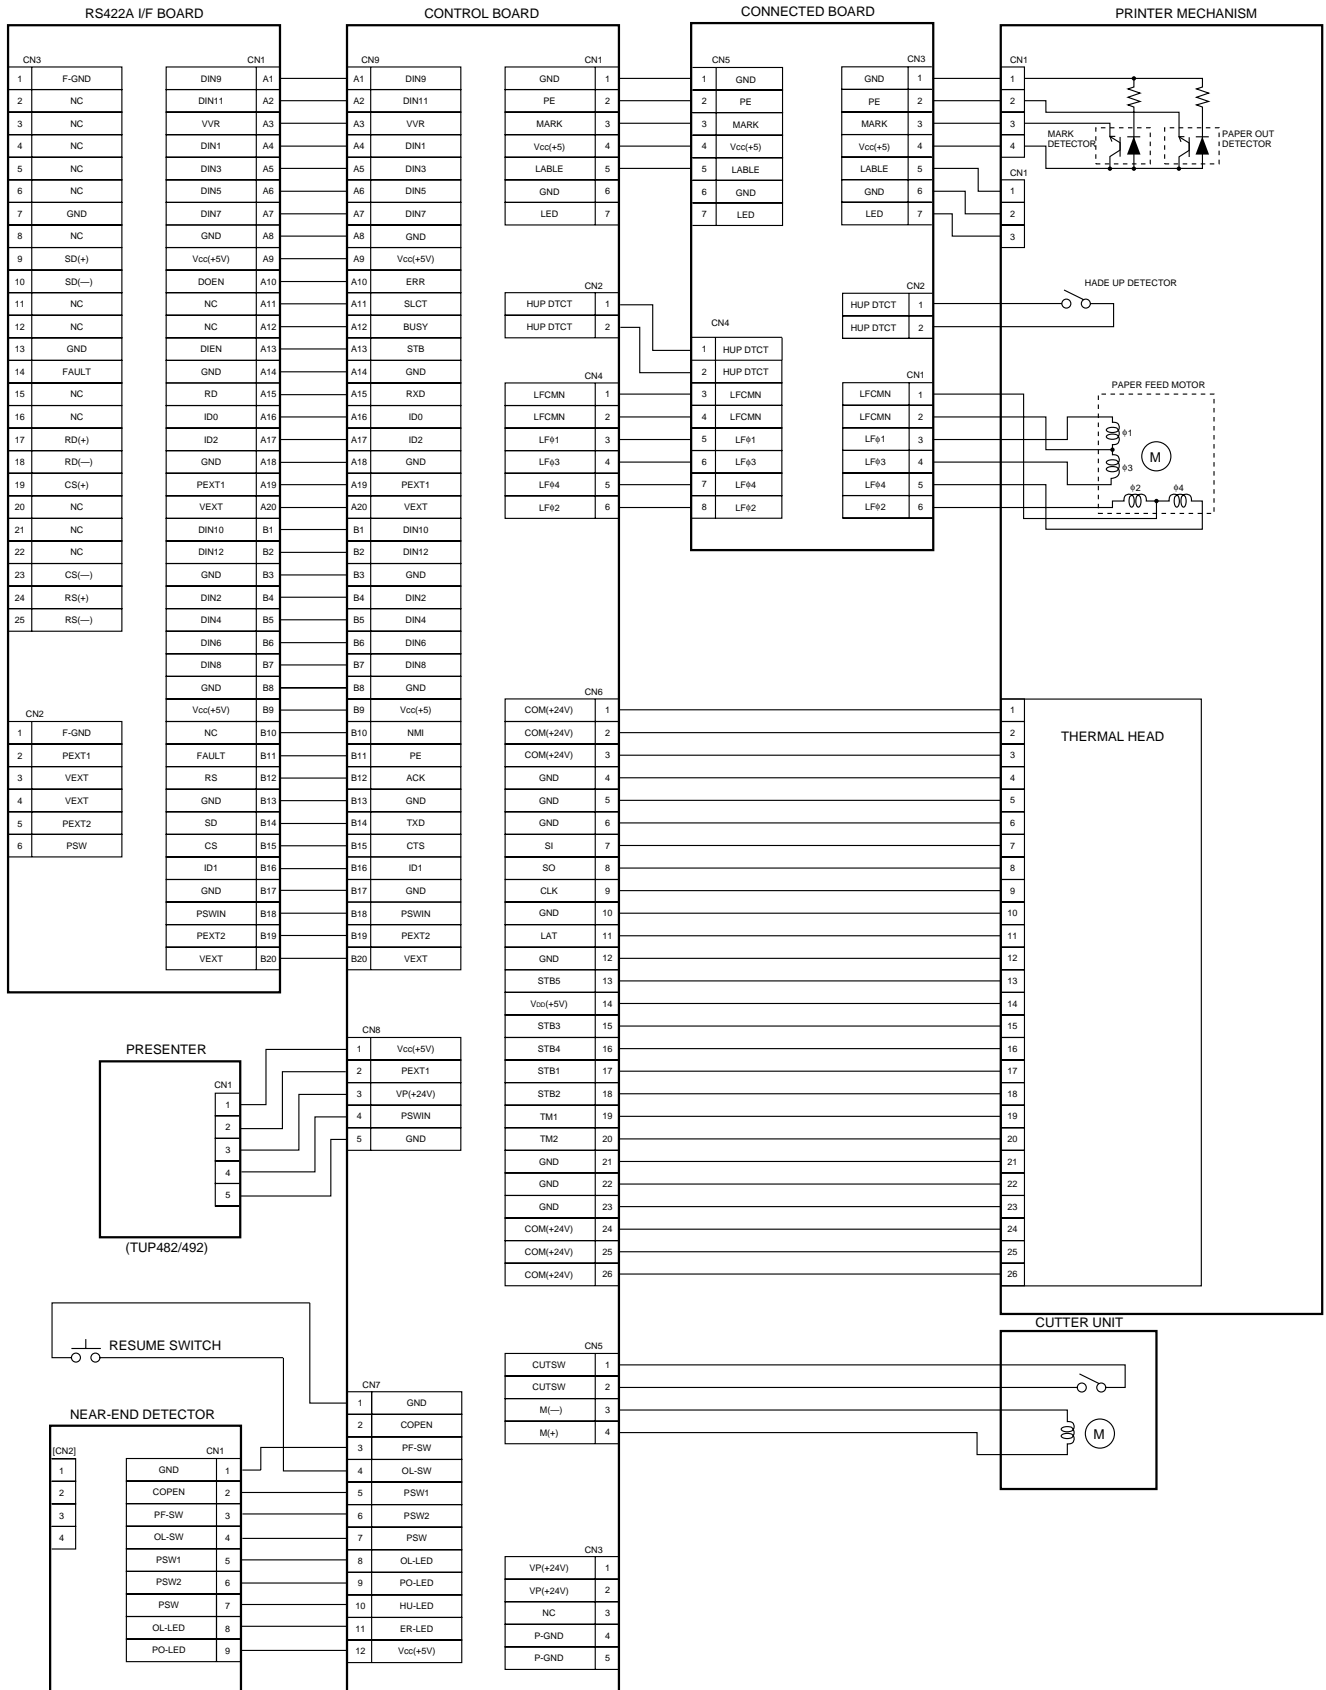 RS422A I/F BOARD
CN3
1 F-GND
2 NC
3 NC
4 NC
5 NC
6 NC
7 GND
8 NC
9 SD(+)
10 SD(—)
11 NC
12 NC
13 GND
14 FAULT
15 NC
16 NC
17 RD(+)
18 RD(—)
19 CS(+)
20 NC
21 NC
22 NC
23 CS(—)
24 RS(+)
25 RS(—)
CN2
1 F-GND
2 PEXT1
3 VEXT
4 VEXT
5 PEXT2
6 PSW
CN1
DIN9 A1
DIN11 A2
VVR A3
DIN1 A4
DIN3 A5
DIN5 A6
DIN7 A7
GND A8
Vcc(+5V) A9
DOEN A10
NC A11
NC A12
DIEN A13
GND A14
RD A15
ID0 A16
ID2 A17
GND A18
PEXT1 A19
VEXT A20
DIN10 B1
DIN12 B2
GND B3
DIN2 B4
DIN4 B5
DIN6 B6
DIN8 B7
GND B8
Vcc(+5V) B9
NC B10
FAULT B11
RS B12
GND B13
SD B14
CS B15
ID1 B16
GND B17
PSWIN B18
PEXT2 B19
VEXT B20
CONTROL BOARD
CN9
A1 DIN9
A2 DIN11
A3 VVR
A4 DIN1
A5 DIN3
A6 DIN5
A7 DIN7
A8 GND
A9 Vcc(+5V)
A10 ERR
A11 SLCT
A12 BUSY
A13 STB
A14 GND
A15 RXD
A16 ID0
A17 ID2
A18 GND
A19 PEXT1
A20 VEXT
B1 DIN10
B2 DIN12
B3 GND
B4 DIN2
B5 DIN4
B6 DIN6
B7 DIN8
B8 GND
B9 Vcc(+5)
B10 NMI
B11 PE
B12 ACK
B13 GND
B14 TXD
B15 CTS
B16 ID1
B17 GND
B18 PSWIN
B19 PEXT2
B20 VEXT
CN8
1 Vcc(+5V)
2 PEXT1
3 VP(+24V)
4 PSWIN
5 GND
CN7
1 GND
2 COPEN
3 PF-SW
4 OL-SW
5 PSW1
6 PSW2
7 PSW
8 OL-LED
9 PO-LED
10 HU-LED
11 ER-LED
12 Vcc(+5V)
CN1
GND 1
PE 2
MARK 3
Vcc(+5) 4
LABLE 5
GND 6
LED 7
CN2
HUP DTCT 1
HUP DTCT 2
CN4
LFCMN 1
LFCMN 2
LFϕ1 3
LFϕ3 4
LFϕ4 5
LFϕ2 6
CN6
COM(+24V) 1
COM(+24V) 2
COM(+24V) 3
GND 4
GND 5
GND 6
SI 7
SO 8
CLK 9
GND 10
LAT 11
GND 12
STB5 13
VDD(+5V) 14
STB3 15
STB4 16
STB1 17
STB2 18
TM1 19
TM2 20
GND 21
GND 22
GND 23
COM(+24V) 24
COM(+24V) 25
COM(+24V) 26
CN5
CUTSW 1
CUTSW 2
M(—) 3
M(+) 4
CN3
VP(+24V) 1
VP(+24V) 2
NC 3
P-GND 4
P-GND 5
CONNECTED BOARD
CN5
1 GND
2 PE
3 MARK
4 Vcc(+5)
5 LABLE
6 GND
7 LED
CN4
1 HUP DTCT
2 HUP DTCT
3 LFCMN
4 LFCMN
5 LFϕ1
6 LFϕ3
7 LFϕ4
8 LFϕ2
CN3
GND 1
PE 2
MARK 3
Vcc(+5) 4
LABLE 5
GND 6
LED 7
CN2
HUP DTCT 1
HUP DTCT 2
CN1
LFCMN 1
LFCMN 2
LFϕ1 3
LFϕ3 4
LFϕ4 5
LFϕ2 6
PRINTER MECHANISM
CN1
1
2
3
4
MARK
DETECTOR
PAPER OUT
DETECTOR
CN1
1
2
3
HADE UP DETECTOR
PAPER FEED MOTOR
ϕ1
M
ϕ3
ϕ2 ϕ4
THERMAL HEAD
1
2
3
4
5
6
7
8
9
10
11
12
13
14
15
16
17
18
19
20
21
22
23
24
25
26
CUTTER UNIT
M
PRESENTER
CN1
1
2
3
4
5
(TUP482/492)
RESUME SWITCH
NEAR-END DETECTOR
[CN2]
1
2
3
4
CN1
GND 1
COPEN 2
PF-SW 3
OL-SW 4
PSW1 5
PSW2 6
PSW 7
OL-LED 8
PO-LED 9